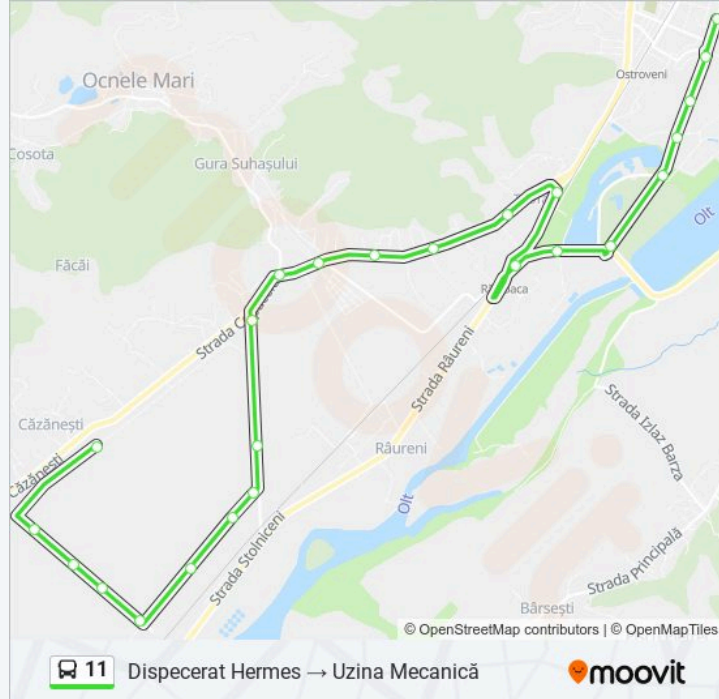 Ocnele Mari
Ostroveni
Cosota
Gura Suhașului
Olt
Făcăi
Strada Râureni
Căzănești
Căzănești
Râureni
Strada Izlaz Barza
Olt
Strada Stolniceni
Strada Principală
Bârsești
© OpenStreetMap contributors | © OpenMapTiles
11 Dispecerat Hermes → Uzina Mecanică moovit